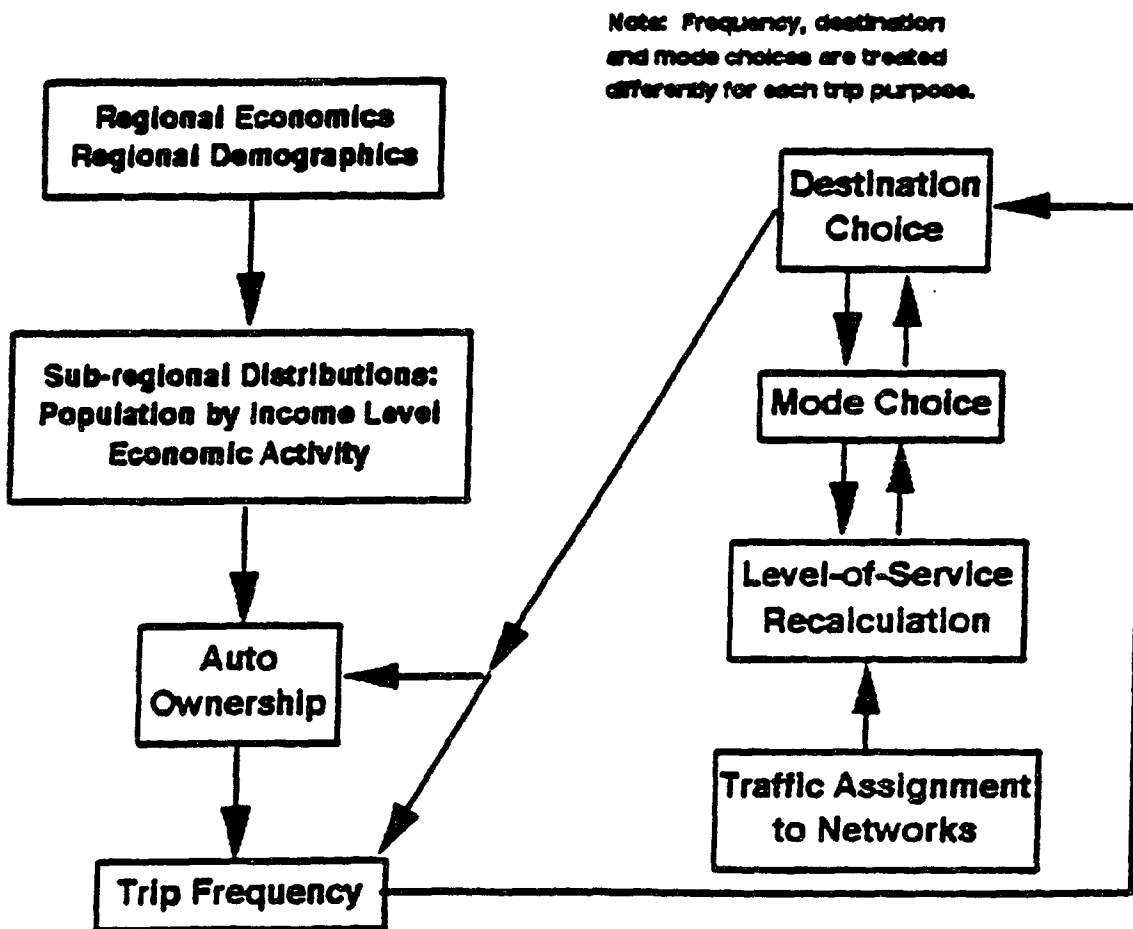 Note: Frequency, destination
and mode choices are treated
differently for each trip purpose.
Regional Economics
Regional Demographics
Sub-regional Distributions:
Population by Income Level
Economic Activity
Auto
Ownership
Trip Frequency
Destination
Choice
Mode Choice
Level-of-Service
Recalculation
Traffic Assignment
to Networks